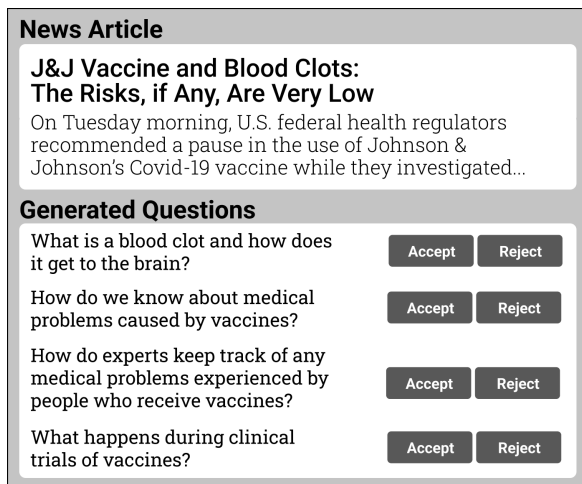 News Article
J&J Vaccine and Blood Clots:
The Risks, if Any, Are Very Low
On Tuesday morning, U.S. federal health regulators
recommended a pause in the use of Johnson &
Johnson's Covid-19 vaccine while they investigated...
Generated Questions
What is a blood clot and how does
it get to the brain?
Accept Reject
How do we know about medical
problems caused by vaccines?
Accept Reject
How do experts keep track of any
medical problems experienced by
people who receive vaccines?
Accept Reject
What happens during clinical
trials of vaccines?
Accept Reject